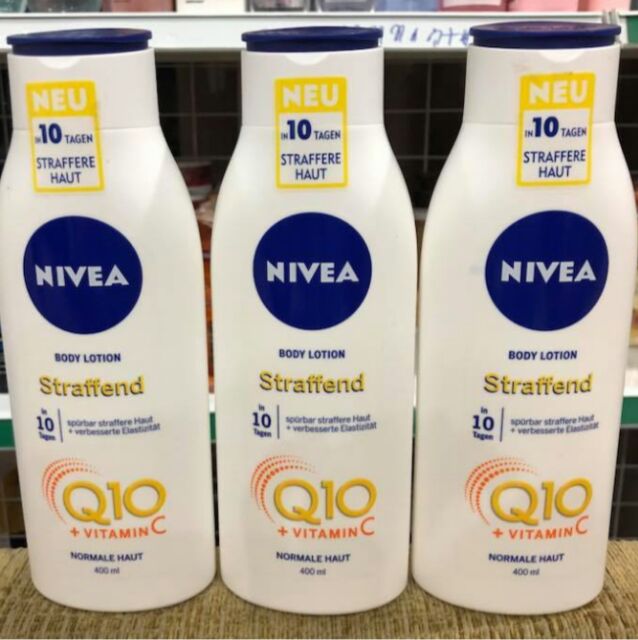 NEU
IN 10 TAGEN
STRAFFERE
HAUT
NIVEA
BODY LOTION
Straffend
in
10
Tagen
spürbar straffere Haut
+ verbesserte Elastizität
Q10
+ VITAMIN C
NORMALE HAUT
400 ml
NEU
IN 10 TAGEN
STRAFFERE
HAUT
NIVEA
BODY LOTION
Straffend
in
10
Tagen
spürbar straffere Haut
+ verbesserte Elastizität
Q10
+ VITAMIN C
NORMALE HAUT
400 ml
NEU
IN 10 TAGEN
STRAFFERE
HAUT
NIVEA
BODY LOTION
Straffend
in
10
Tagen
spürbar straffere Haut
+ verbesserte Elastizität
Q10
+ VITAMIN C
NORMALE HAUT
400 ml